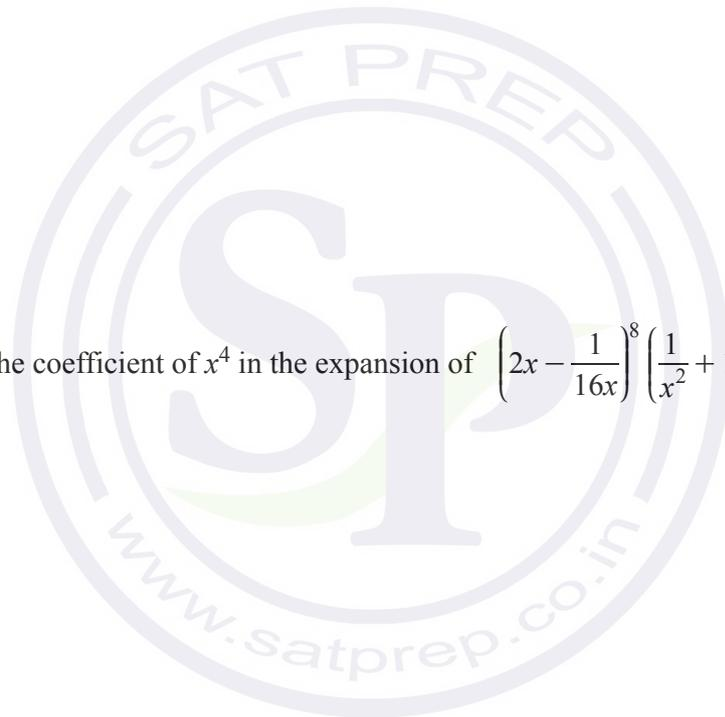 SAT PREP
SP
he coefficient of x⁴ in the expansion of (2x − 1/16x)⁸ (1/x² +
www.satprep.co.in